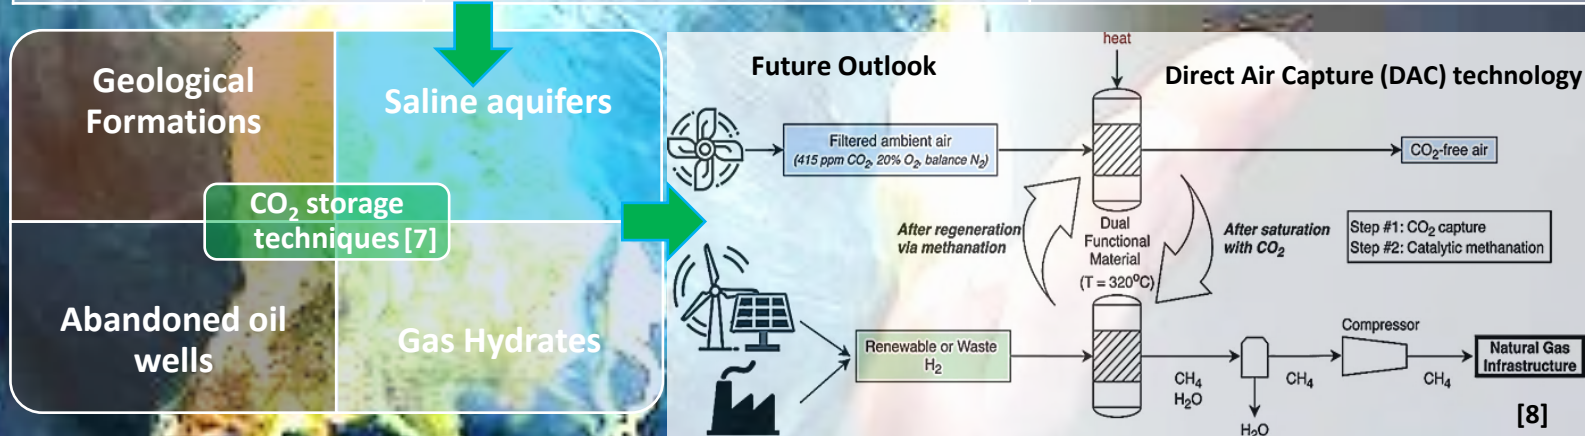 Geological
Formations
Saline aquifers
CO₂ storage
techniques [7]
Abandoned oil
wells
Gas Hydrates
Future Outlook
Direct Air Capture (DAC) technology
heat
Filtered ambient air
(415 ppm CO₂, 20% O₂, balance N₂)
CO₂-free air
After regeneration
via methanation
Dual
Functional
Material
(T = 320°C)
After saturation
with CO₂
Step #1: CO₂ capture
Step #2: Catalytic methanation
Renewable or Waste
H₂
CH₄
H₂O
H₂O
CH₄
Compressor
CH₄
Natural Gas
Infrastructure
[8]